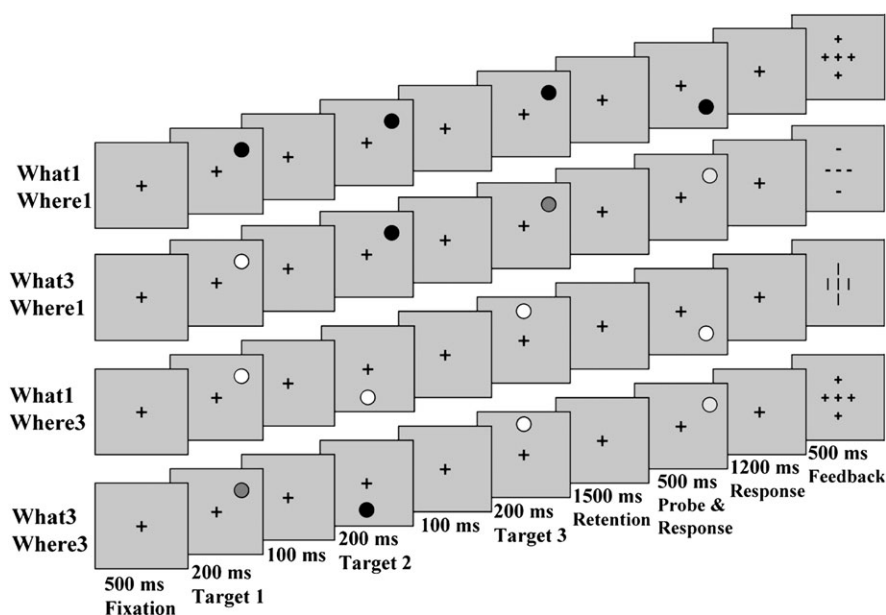 What1
Where1
What3
Where1
What1
Where3
What3
Where3
500 ms
Fixation
200 ms
Target 1
100 ms
200 ms
Target 2
100 ms
200 ms
Target 3
1500 ms
Retention
500 ms
Probe &
Response
1200 ms
Response
500 ms
Feedback